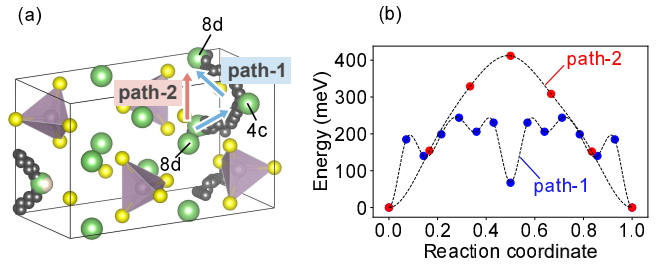 (a)
8d
path-1
path-2
4c
8d
(b)
Energy (meV)
400
300
200
100
0
path-2
path-1
0.0 0.2 0.4 0.6 0.8 1.0
Reaction coordinate